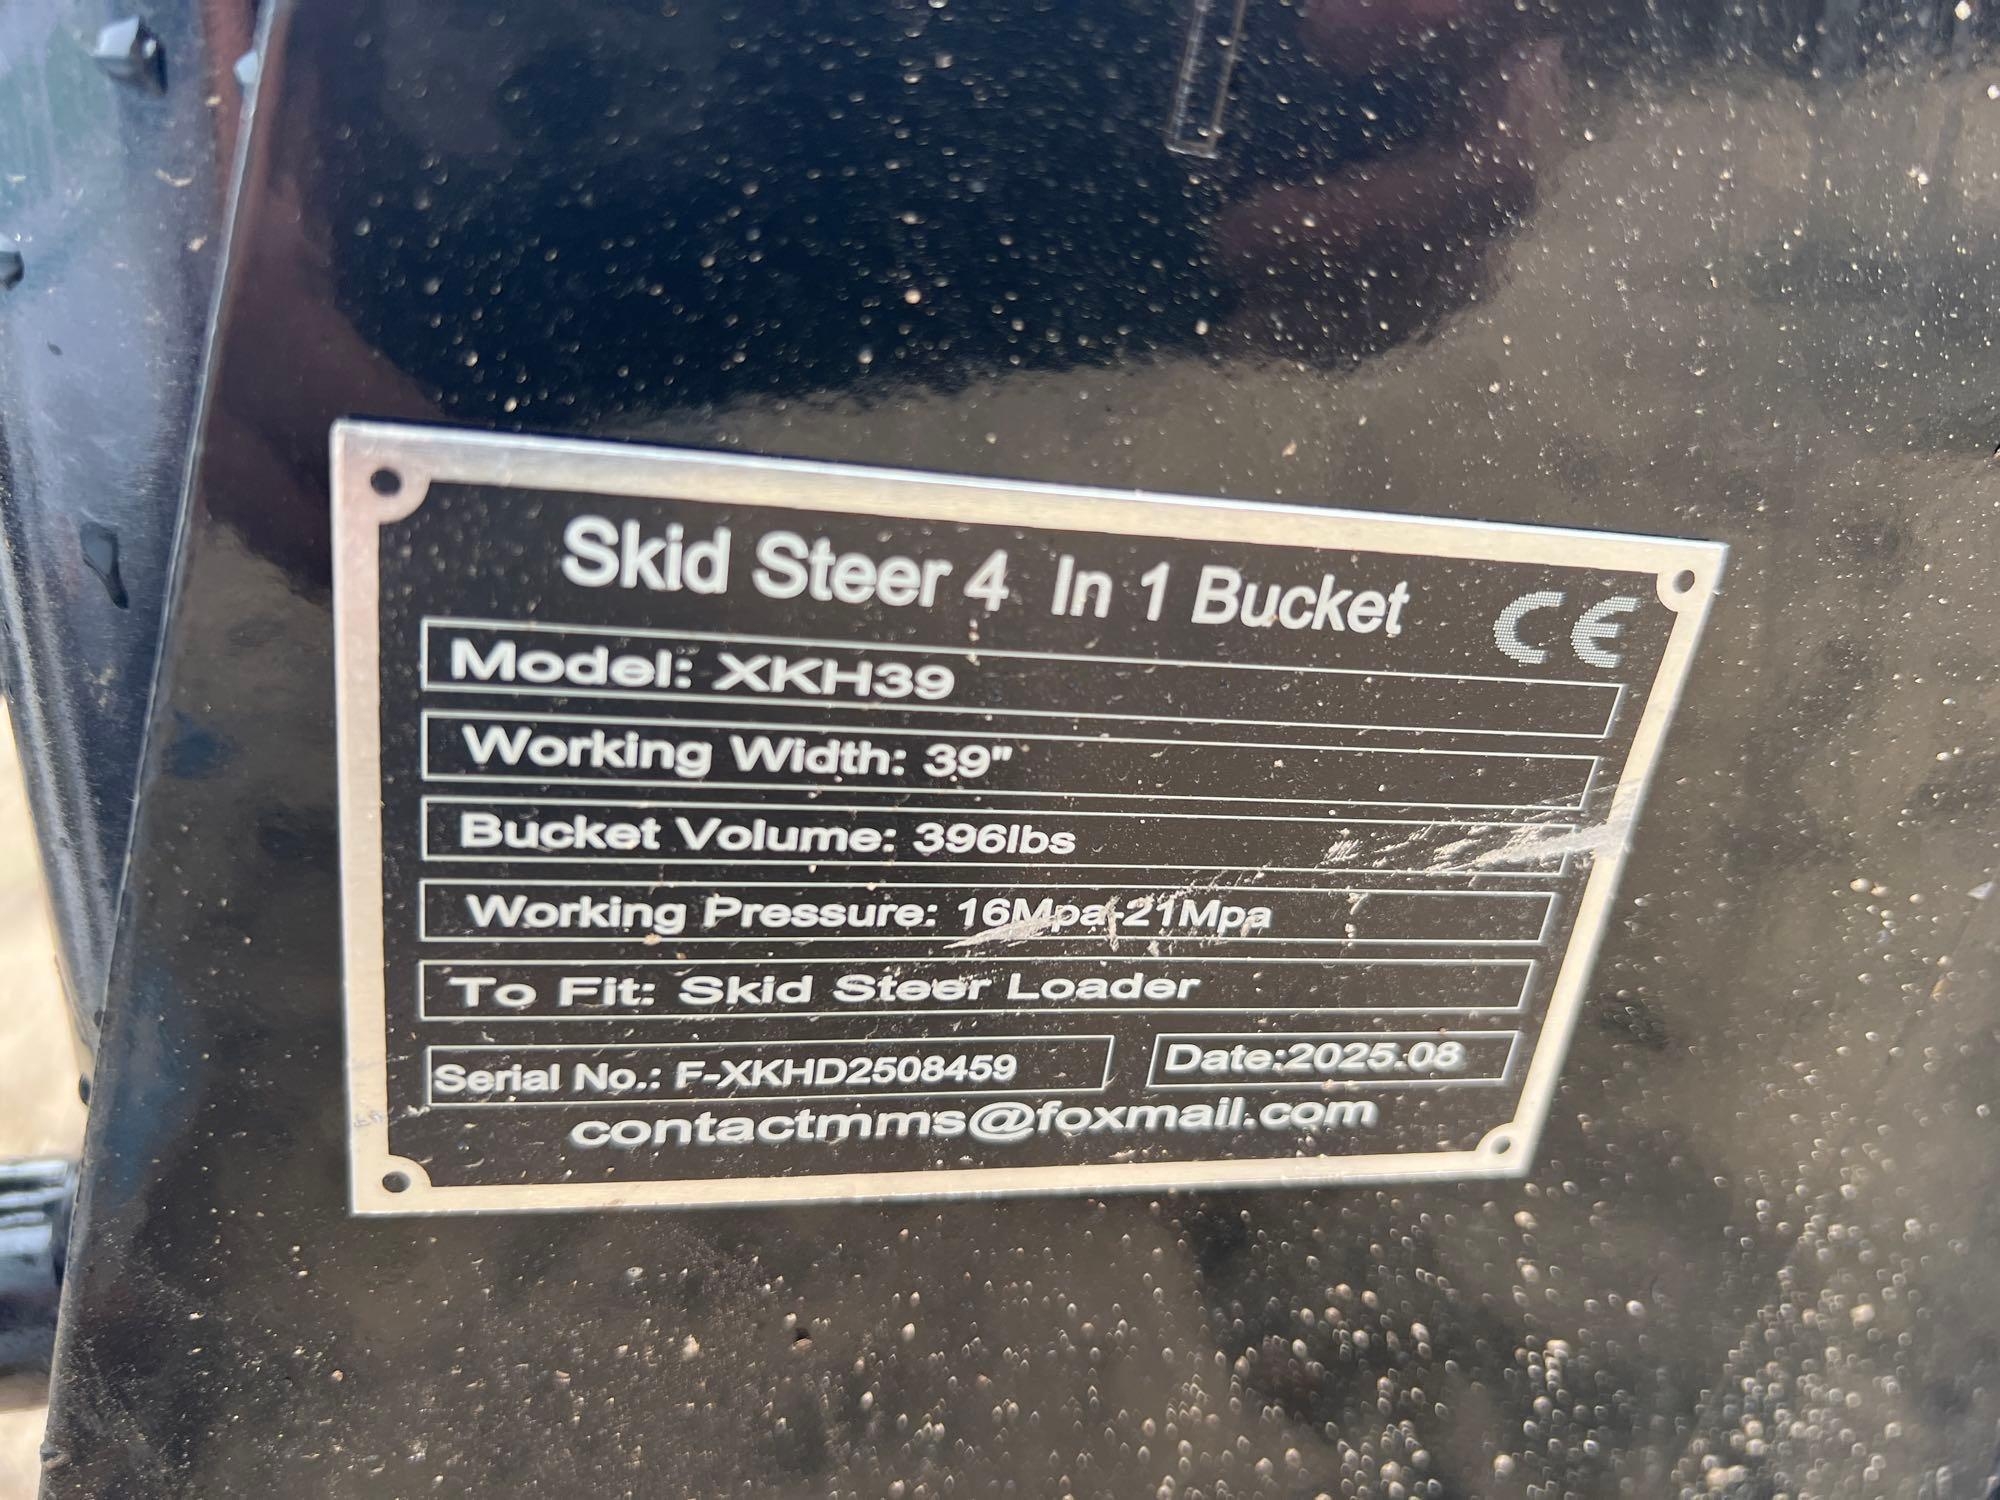 Skid Steer 4 In 1 Bucket
CE
Model: XKH39
Working Width: 39"
Bucket Volume: 396lbs
Working Pressure: 16Mpa-21Mpa
To Fit: Skid Steer Loader
Serial No.: F-XKHD2508459
Date:2025.08
contactmms@foxmail.com